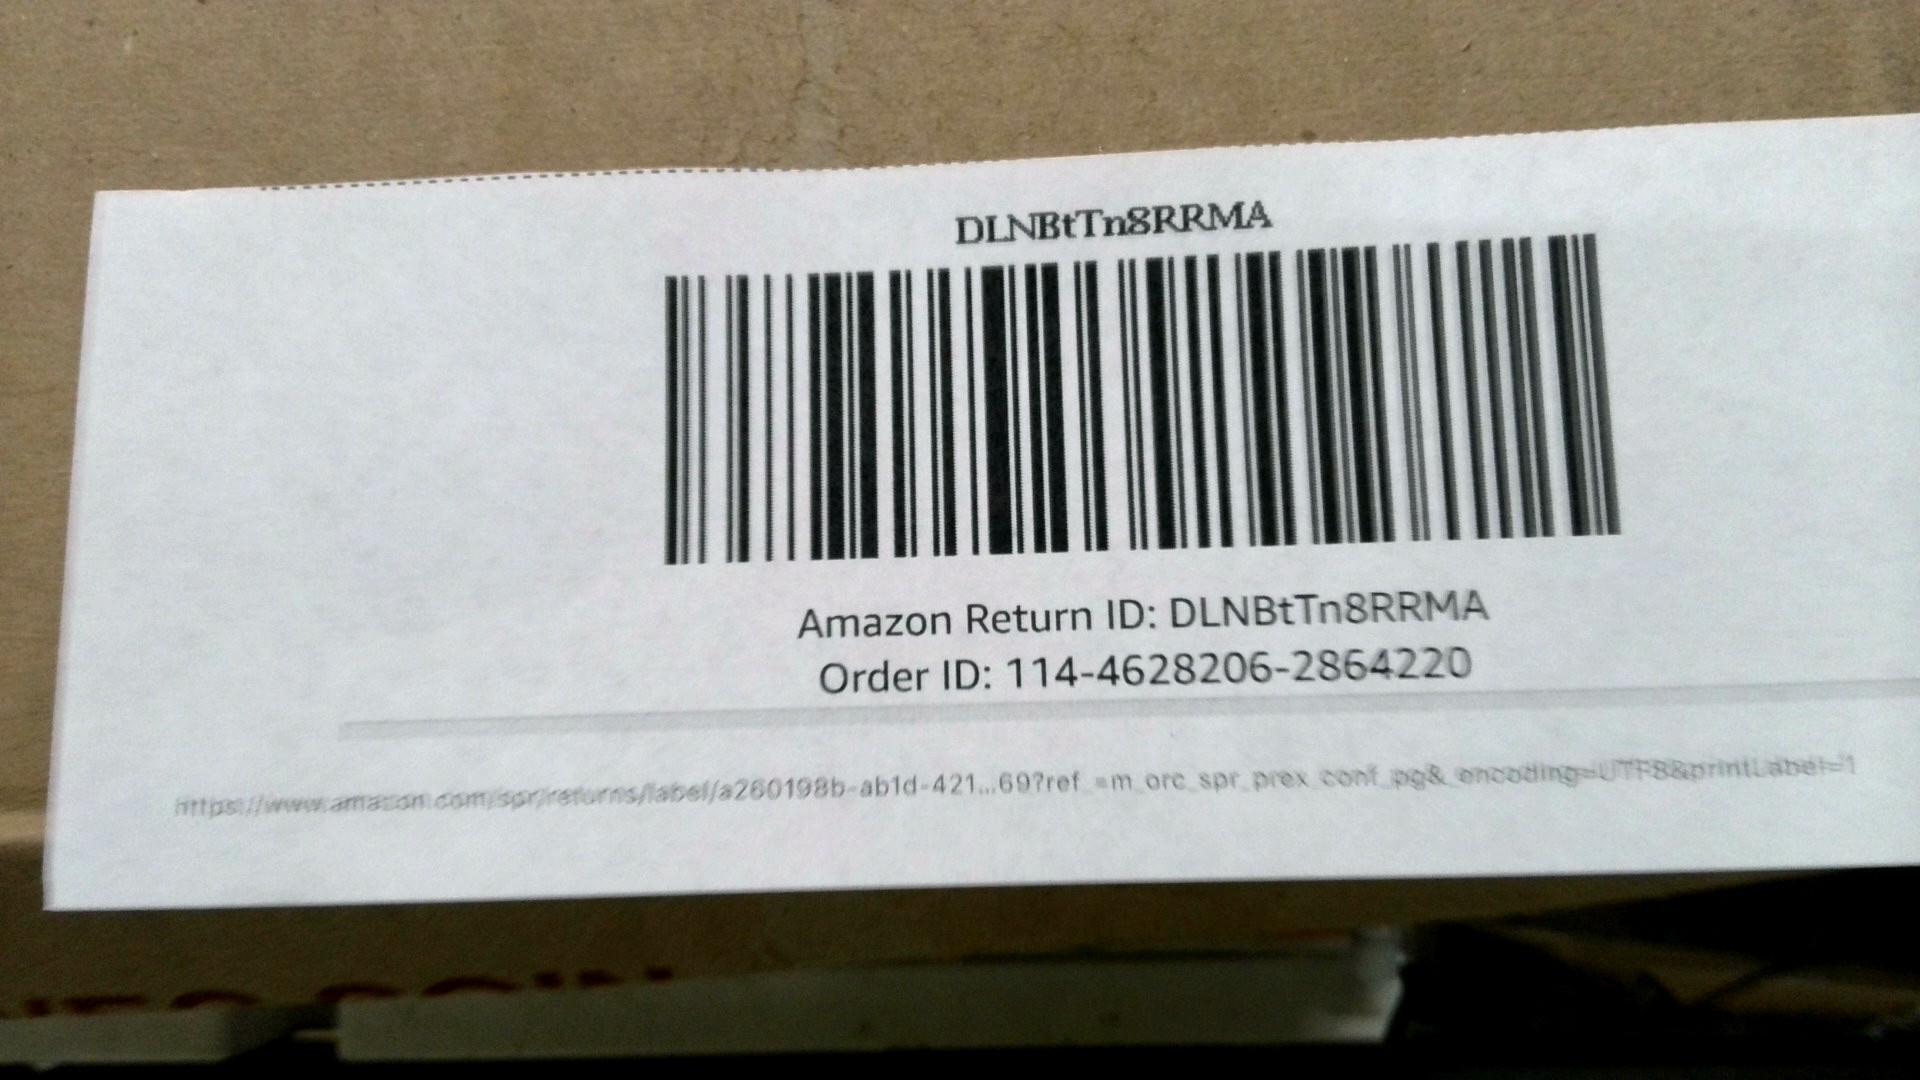 DLNBtTn8RRMA
Amazon Return ID: DLNBtTn8RRMA
Order ID: 114-4628206-2864220
https://www.amazon.com/spr/returns/label/a260198b-ab1d-421...69?ref_=m_orc_spr_prex_conf_pg&_encoding=UTF8&printLabel=1